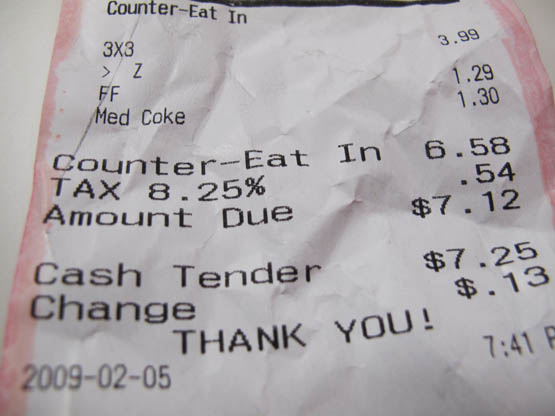 Counter-Eat In
3X3 3.99
> Z
FF 1.29
Med Coke 1.30
Counter-Eat In 6.58
TAX 8.25% .54
Amount Due $7.12
Cash Tender $7.25
Change $.13
THANK YOU!
2009-02-05 7:41 P